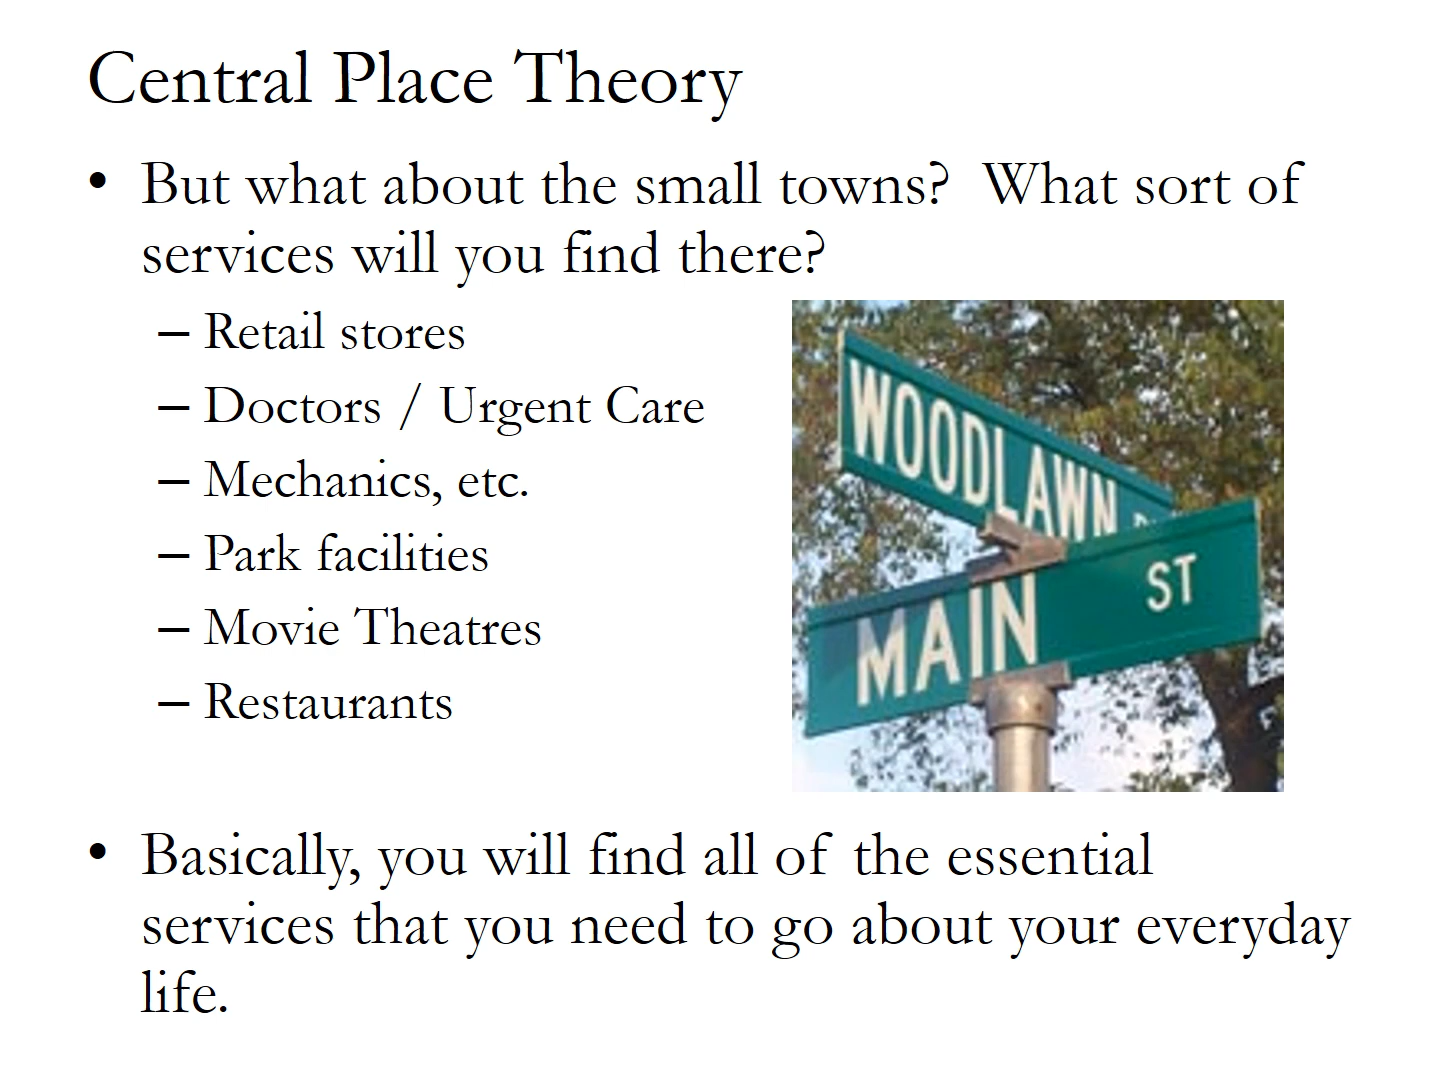 Central Place Theory
• But what about the small towns? What sort of
services will you find there?
– Retail stores
– Doctors / Urgent Care
– Mechanics, etc.
– Park facilities
– Movie Theatres
– Restaurants
WOODLAWN
MAIN ST
• Basically, you will find all of the essential
services that you need to go about your everyday
life.